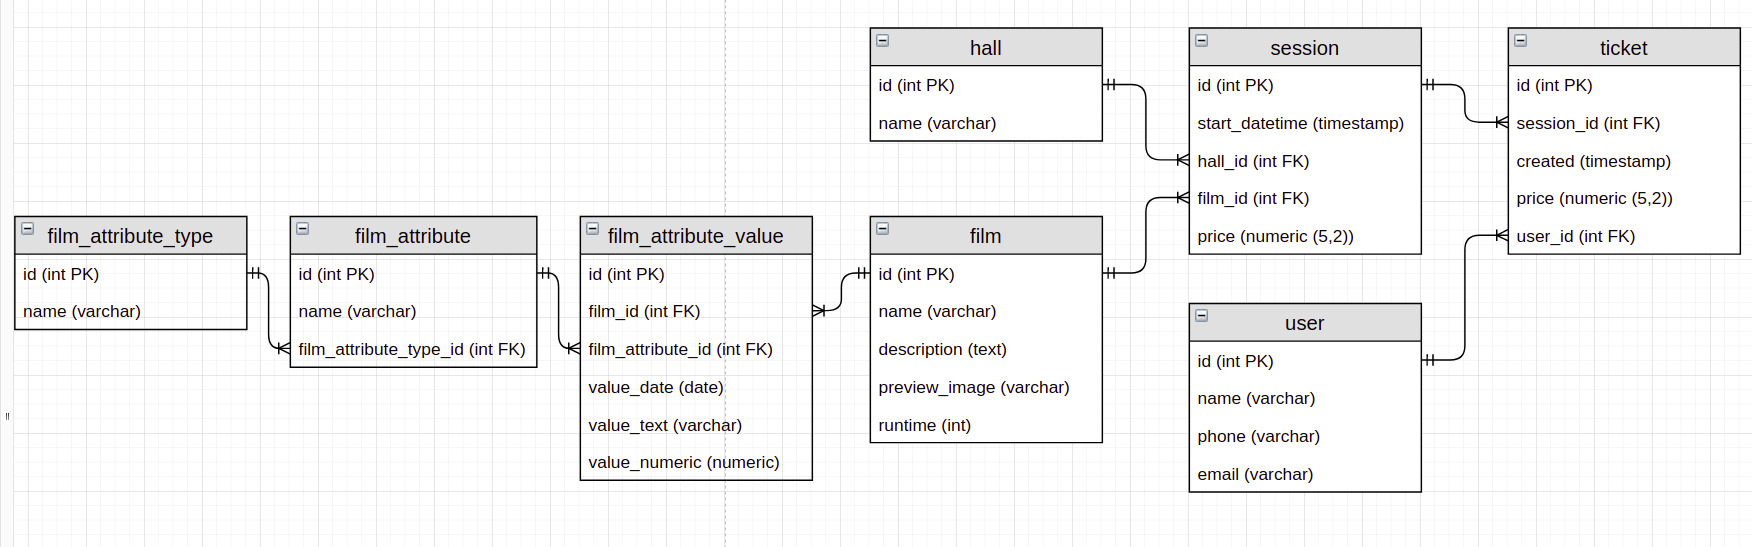 hall
id (int PK)
name (varchar)
session
id (int PK)
start_datetime (timestamp)
hall_id (int FK)
film_id (int FK)
price (numeric (5,2))
ticket
id (int PK)
session_id (int FK)
created (timestamp)
price (numeric (5,2))
user_id (int FK)
film_attribute_type
id (int PK)
name (varchar)
film_attribute
id (int PK)
name (varchar)
film_attribute_type_id (int FK)
film_attribute_value
id (int PK)
film_id (int FK)
film_attribute_id (int FK)
value_date (date)
value_text (varchar)
value_numeric (numeric)
film
id (int PK)
name (varchar)
description (text)
preview_image (varchar)
runtime (int)
user
id (int PK)
name (varchar)
phone (varchar)
email (varchar)